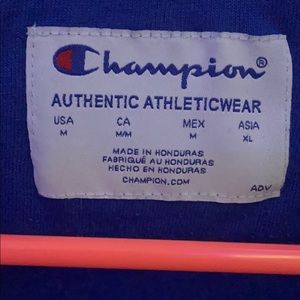 Champion®
AUTHENTIC ATHLETICWEAR
USA CA MEX ASIA
M M/M M XL
MADE IN HONDURAS
FABRIQUÉ AU HONDURAS
HECHO EN HONDURAS
CHAMPION.COM
ADV